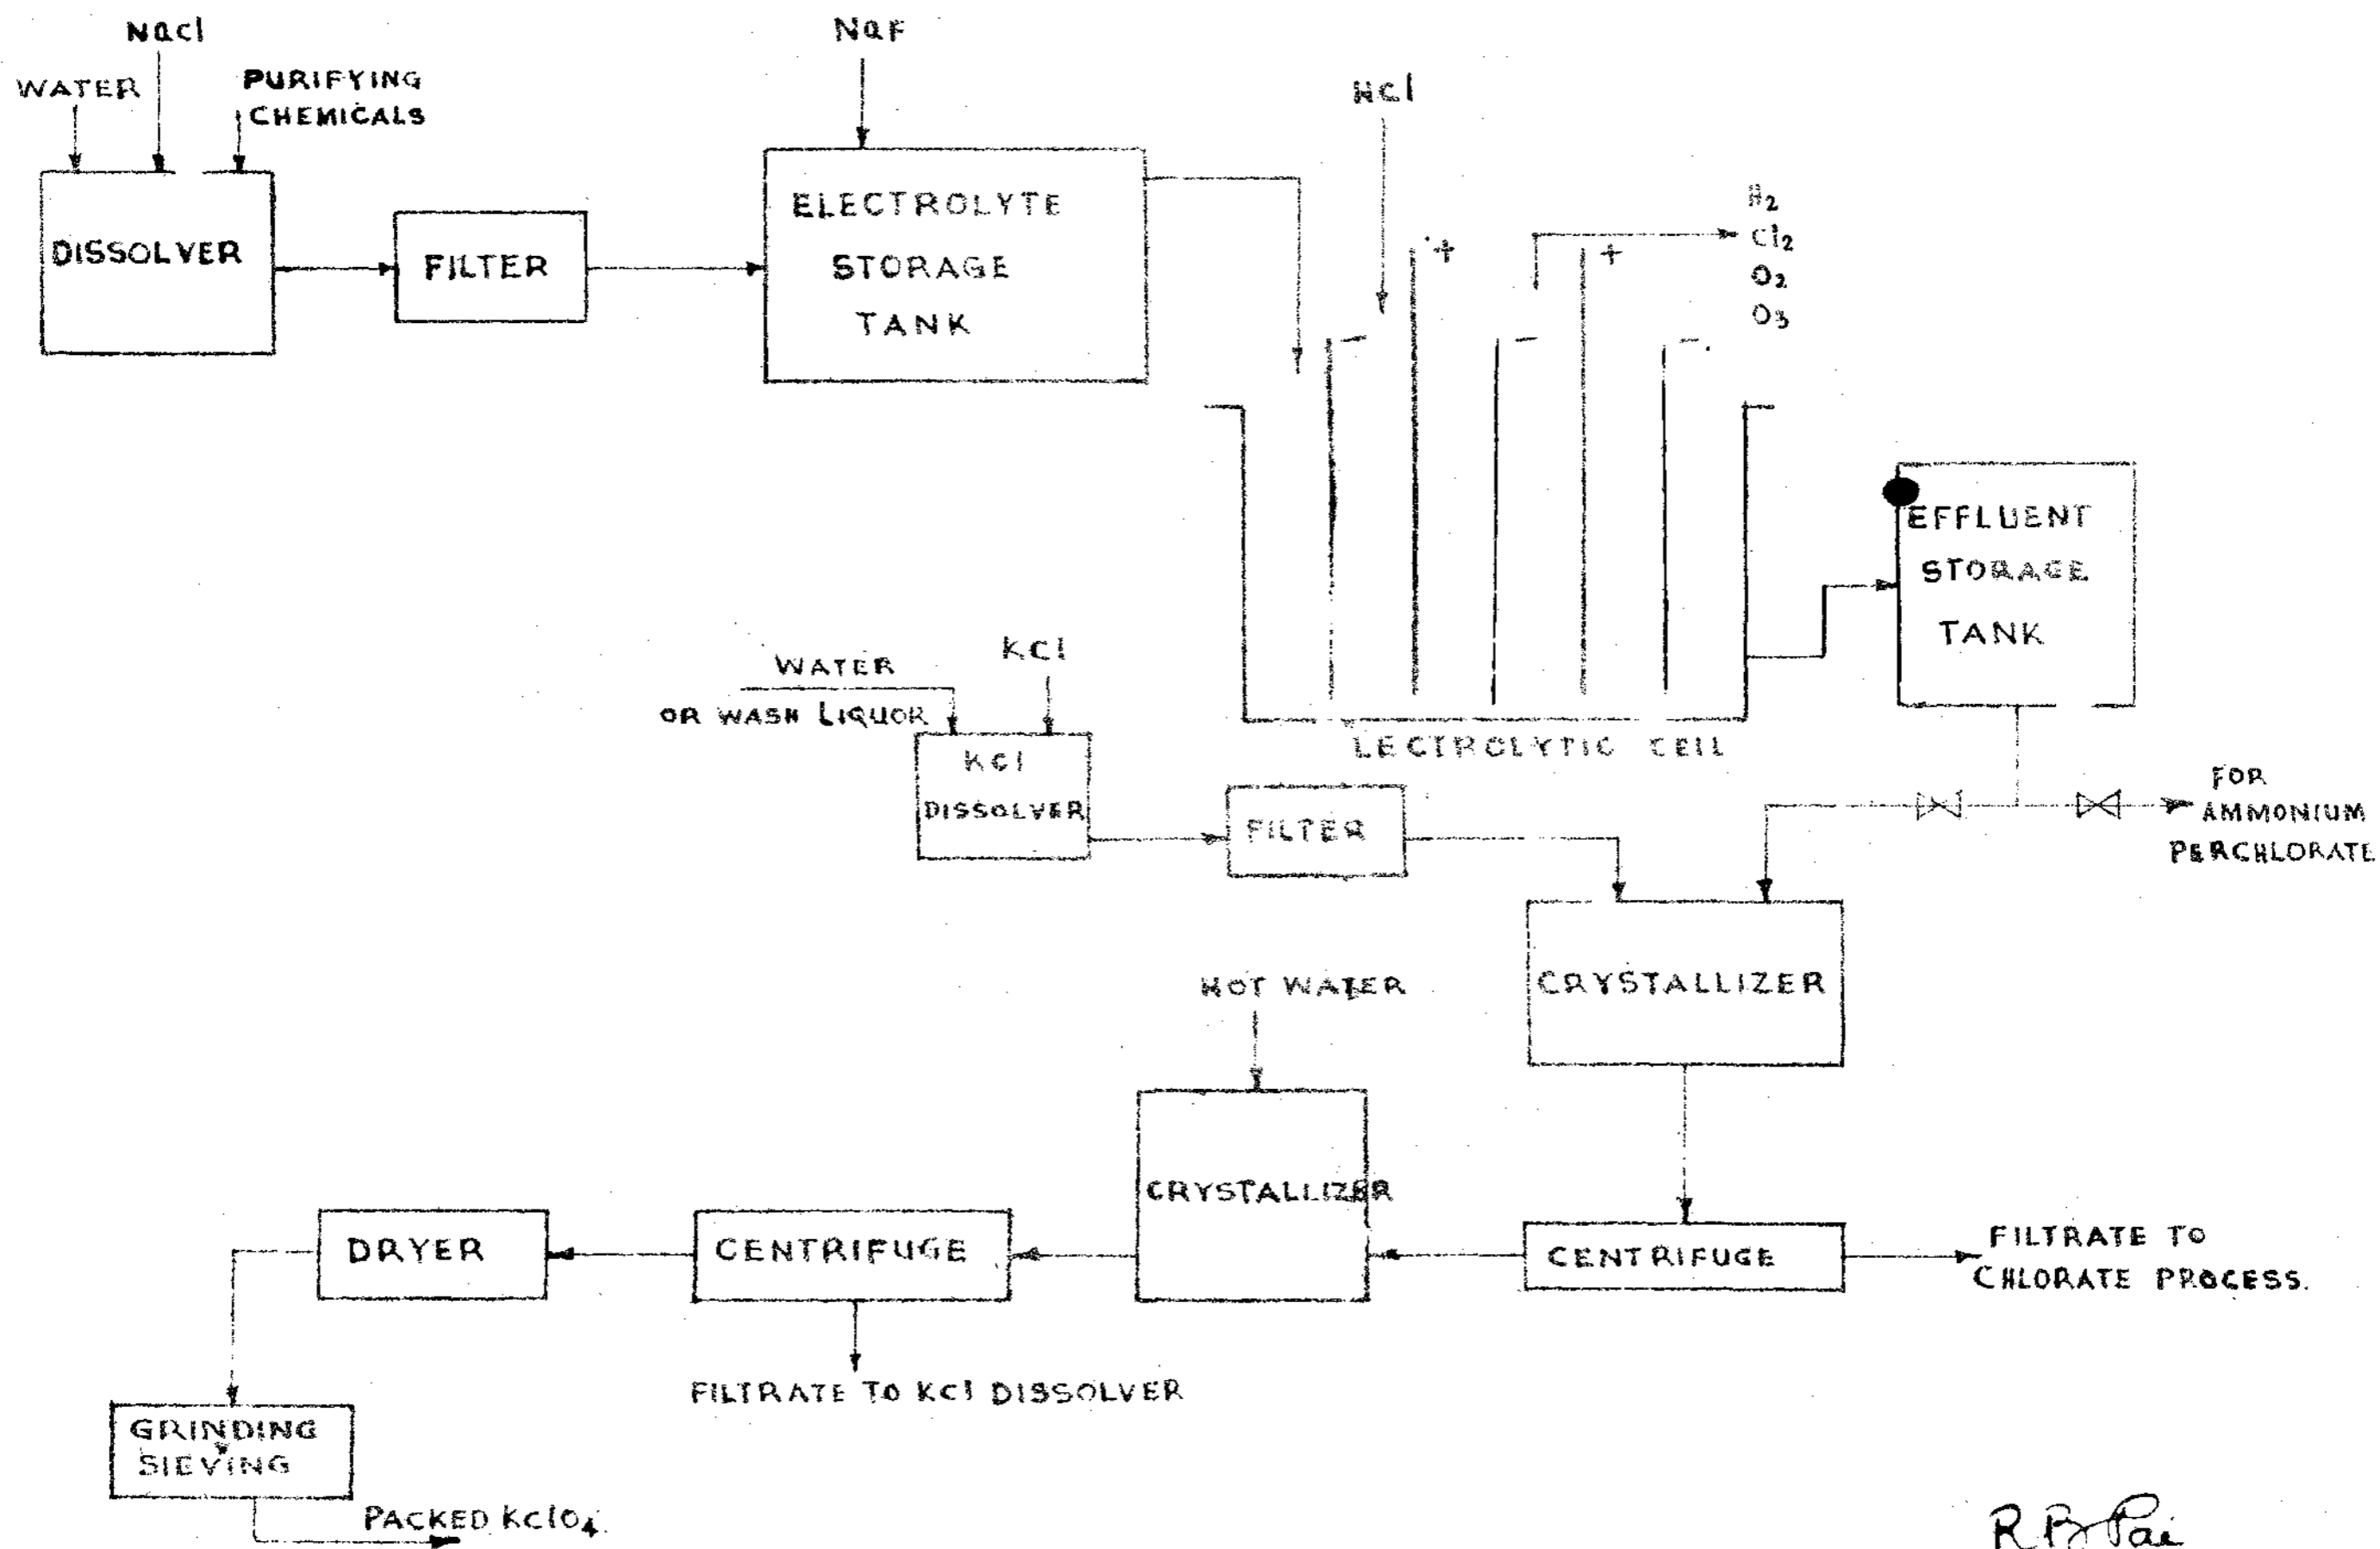 NaCl
WATER
PURIFYING
CHEMICALS
DISSOLVER
FILTER
NaF
ELECTROLYTE
STORAGE
TANK
HCl
+
+
-
-
-
H2
Cl2
O2
O3
LECTROLYTIC CELL
EFFLUENT
STORAGE
TANK
FOR
AMMONIUM
PERCHLORATE
WATER
OR WASH LIQUOR
KCl
KCl
DISSOLVER
FILTER
CRYSTALLIZER
HOT WATER
CRYSTALLIZER
CENTRIFUGE
FILTRATE TO
CHLORATE PROCESS.
CENTRIFUGE
FILTRATE TO KCl DISSOLVER
DRYER
GRINDING
SIEVING
PACKED KClO4.
R B Pai